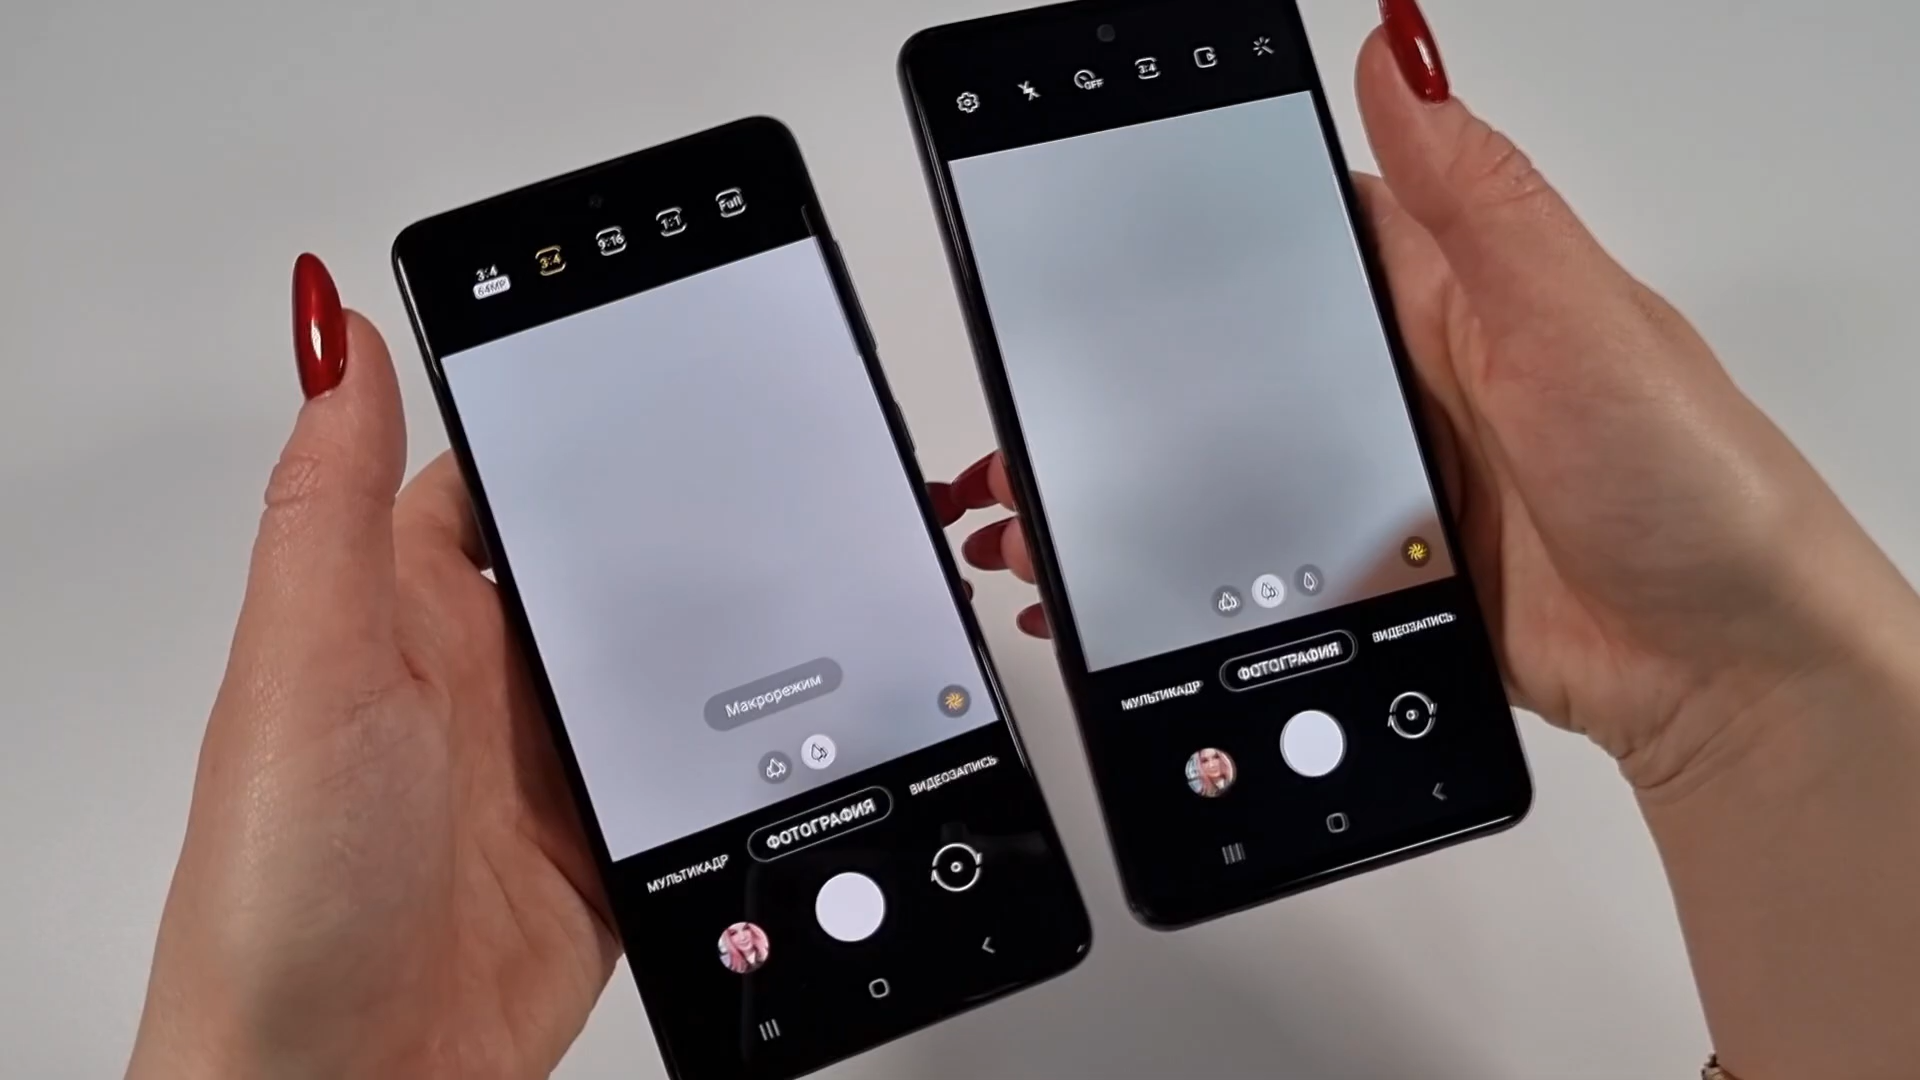 3:4
64MP
3:4
9:16
1:1
Full
Макрорежим
МУЛЬТИКАДР
ФОТОГРАФИЯ
ВИДЕОЗАПИСЬ
OFF
3:4
МУЛЬТИКАДР
ФОТОГРАФИЯ
ВИДЕОЗАПИСЬ